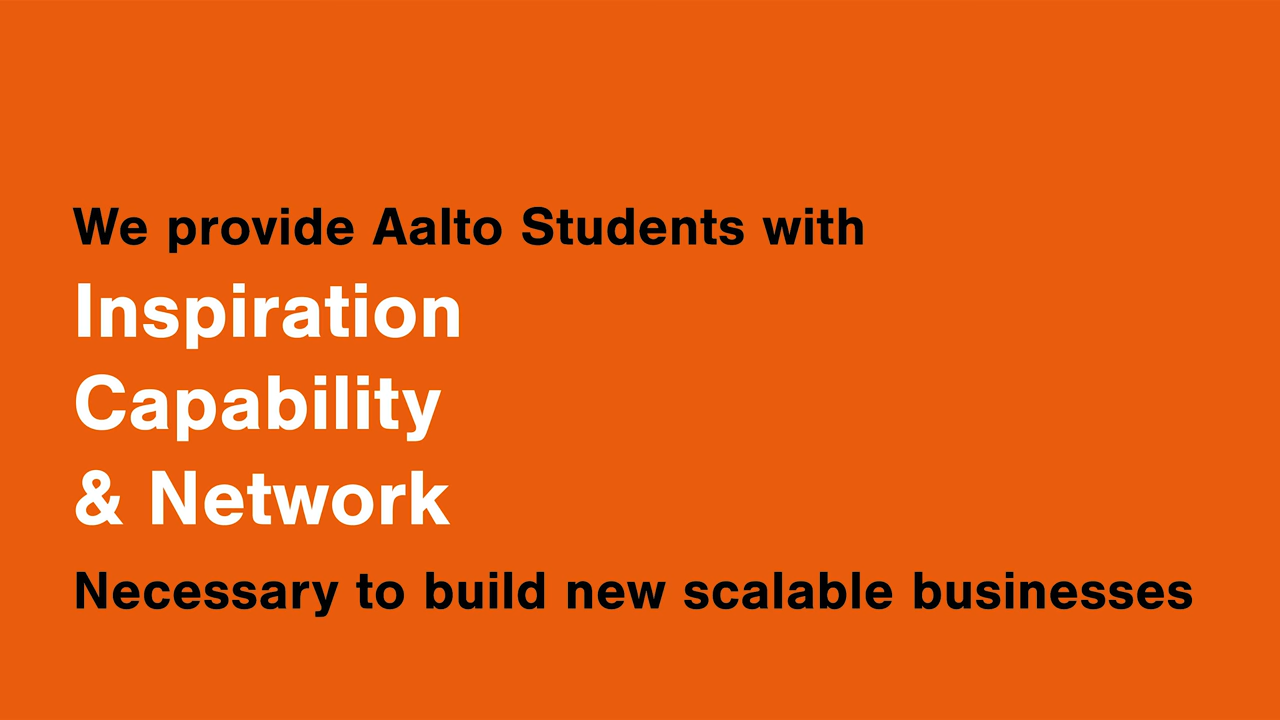 We provide Aalto Students with
Inspiration
Capability
& Network
Necessary to build new scalable businesses